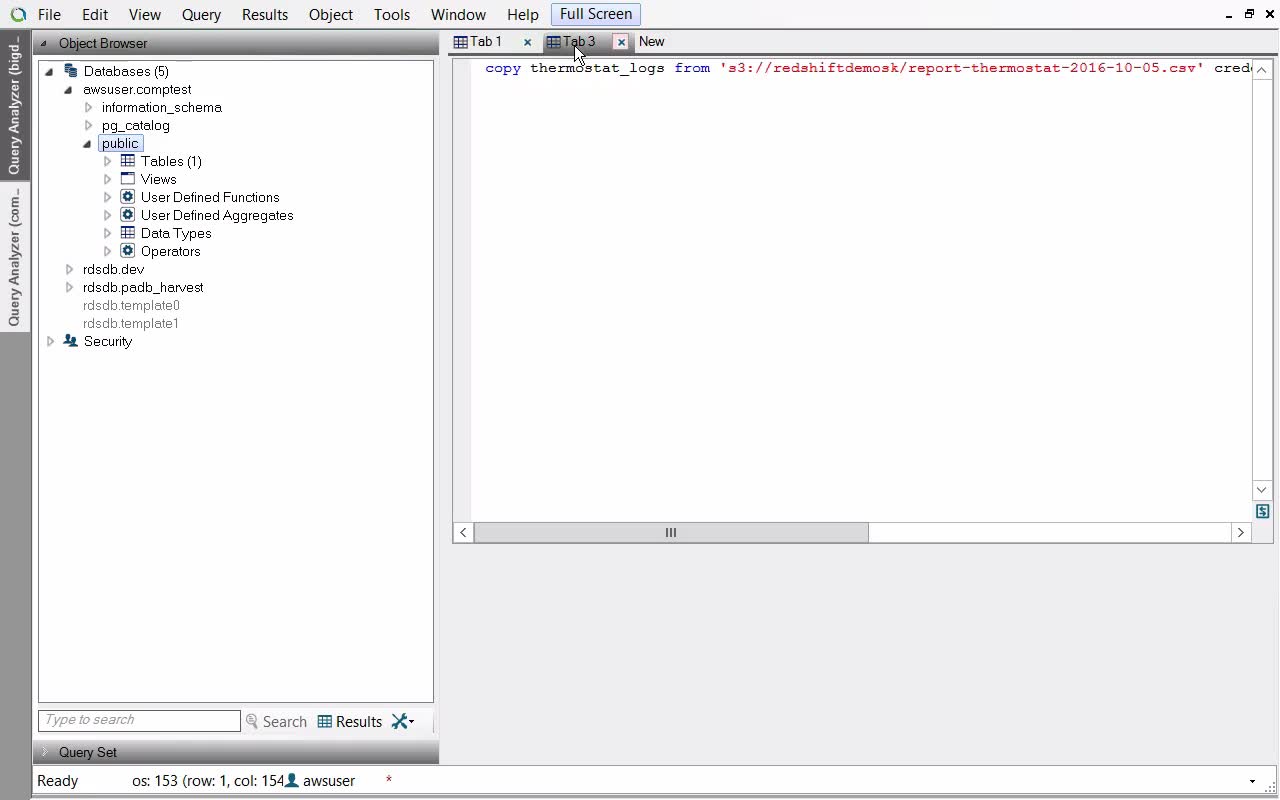 File Edit View Query Results Object Tools Window Help Full Screen
Query Analyzer (bigd...
Query Analyzer (com...
Object Browser
Databases (5)
awsuser.comptest
information_schema
pg_catalog
public
Tables (1)
Views
User Defined Functions
User Defined Aggregates
Data Types
Operators
rdsdb.dev
rdsdb.padb_harvest
rdsdb.template0
rdsdb.template1
Security
Type to search Search Results
Query Set
Tab 1 Tab 3 New
copy thermostat_logs from 's3://redshiftdemosk/report-thermostat-2016-10-05.csv' crede
Ready os: 153 (row: 1, col: 154 awsuser *